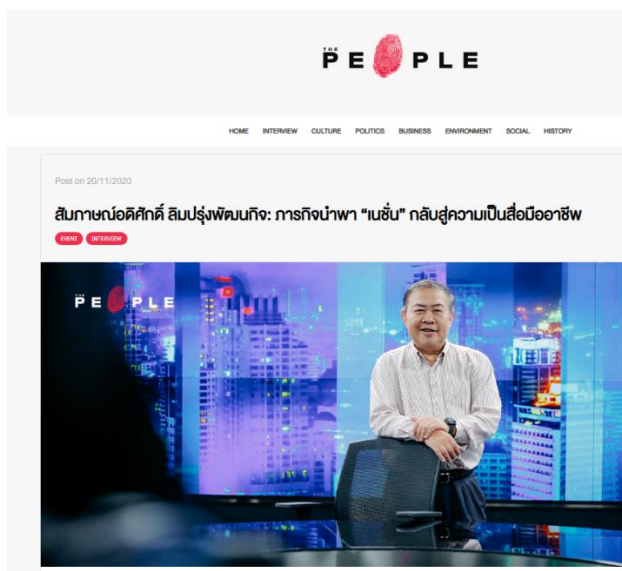 THE
PEPLE
HOME INTERVIEW CULTURE POLITICS BUSINESS ENVIRONMENT SOCIAL HISTORY
Post on 20/11/2020
สัมภาษณ์อดิศักดิ์ ลิมปรุ่งพัฒนกิจ: ภารกิจนำพา “เนชั่น” กลับสู่ความเป็นสื่อมืออาชีพ
EVENT INTERVIEW
THE
PEPLE